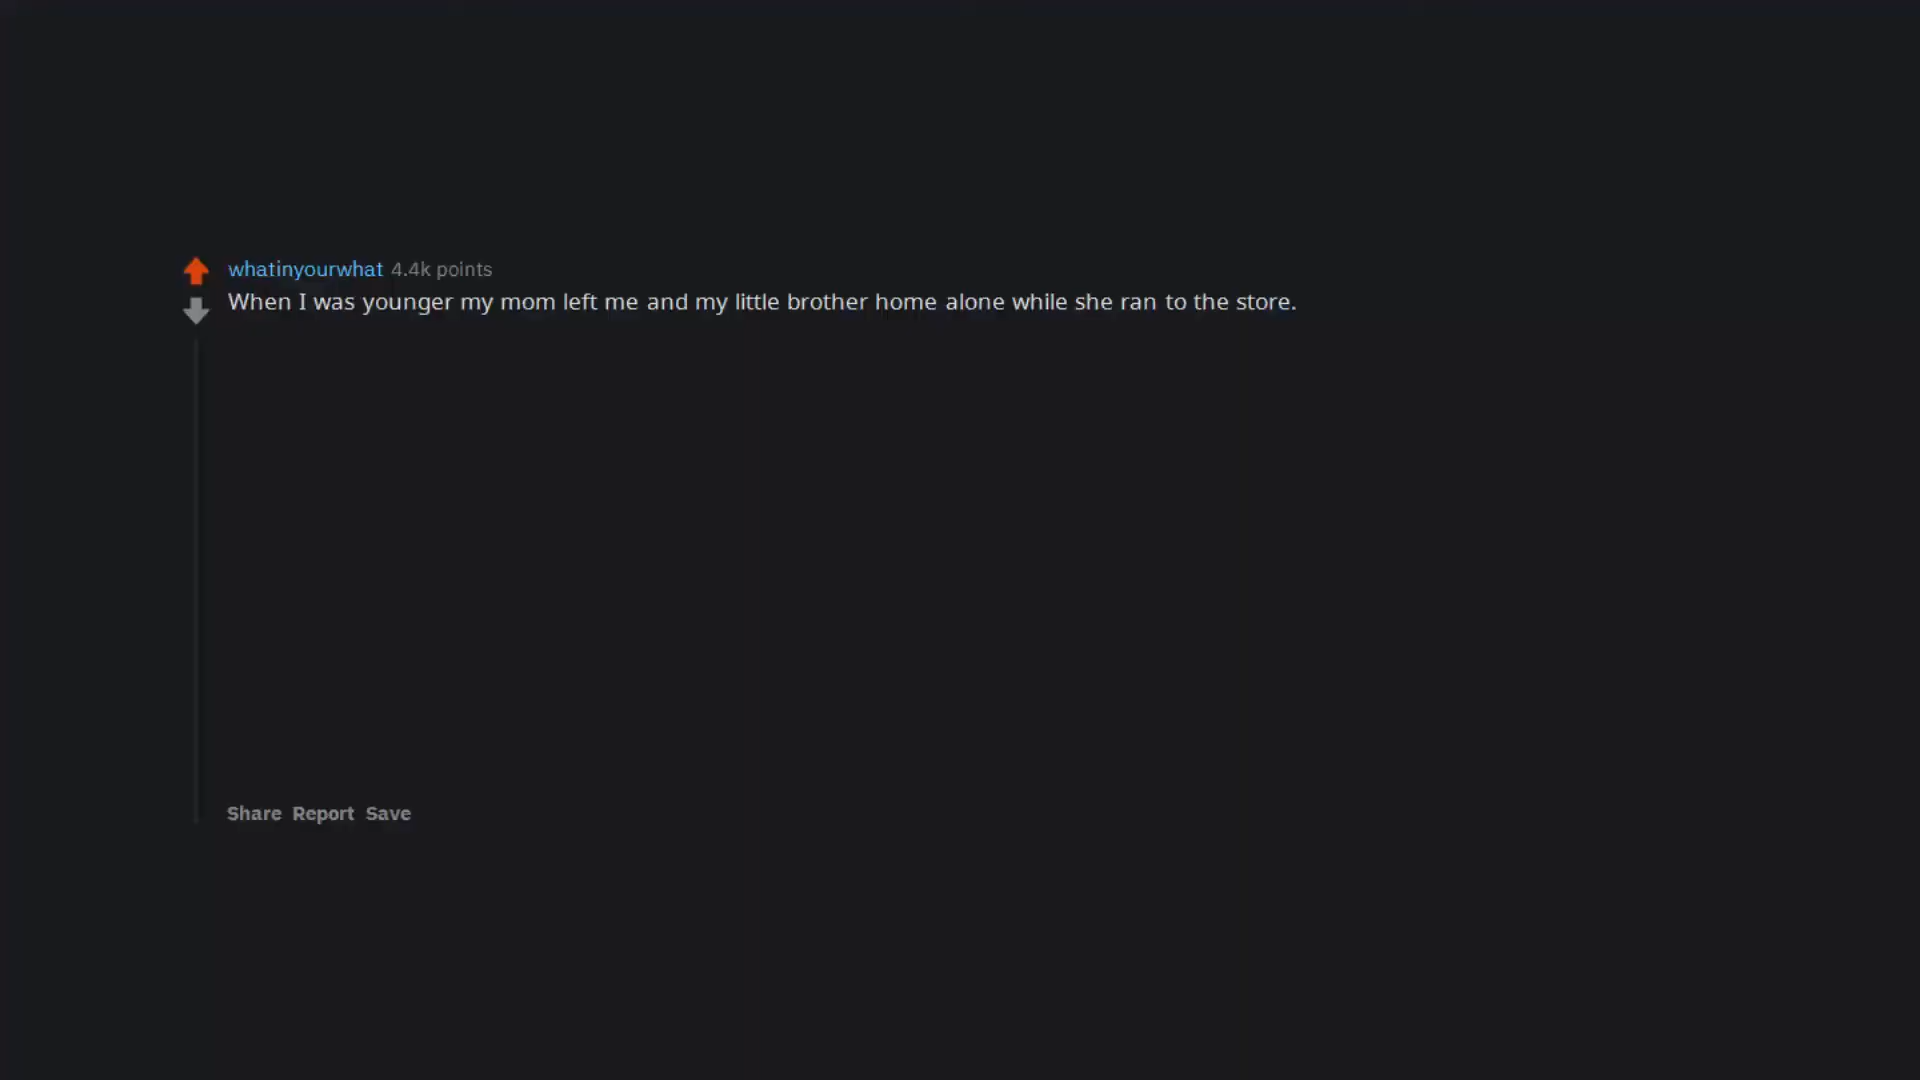 whatinyourwhat 4.4k points
When I was younger my mom left me and my little brother home alone while she ran to the store.
Share Report Save